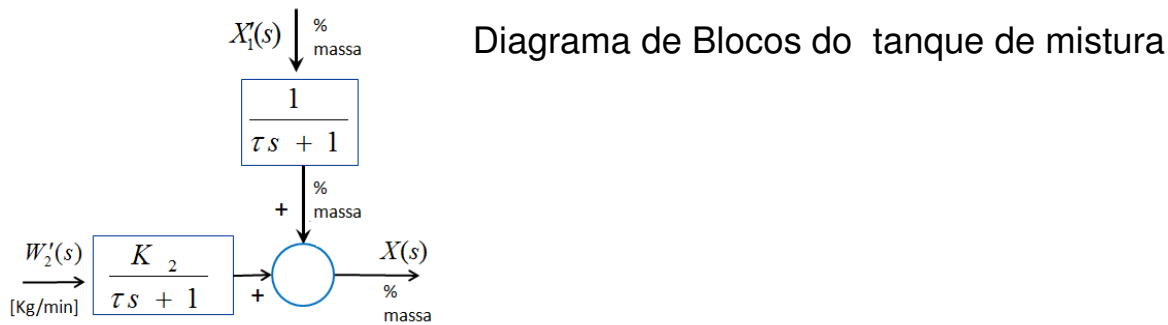 Diagrama de Blocos do tanque de mistura
X′₁(s)
%
massa
1
τs + 1
%
massa
+
W′₂(s)
[Kg/min]
K ₂
τs + 1
+
X(s)
%
massa